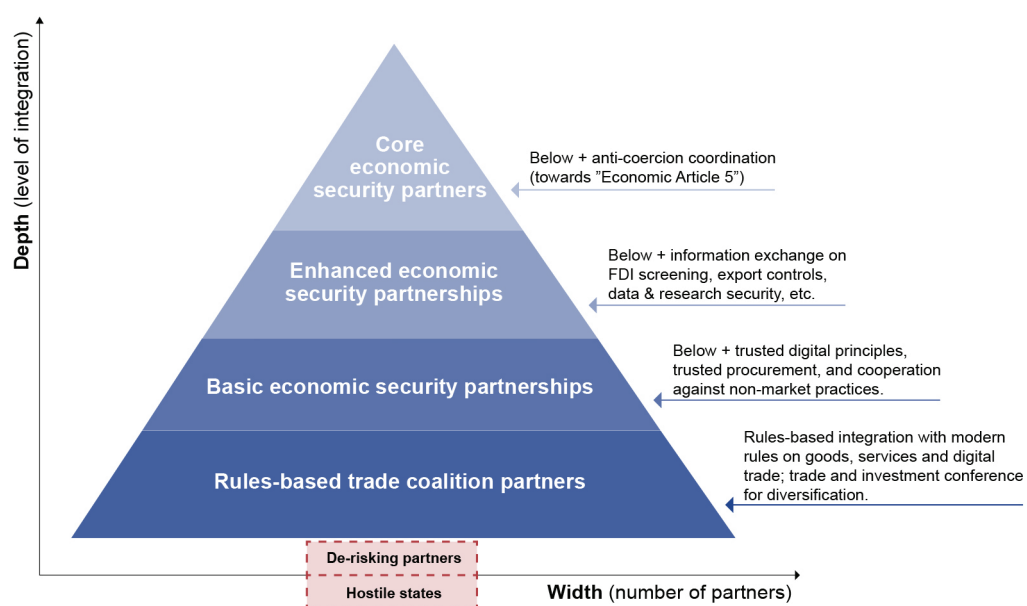 Depth (level of integration)
Core
economic
security partners
Below + anti-coercion coordination
(towards ”Economic Article 5”)
Enhanced economic
security partnerships
Below + information exchange on
FDI screening, export controls,
data & research security, etc.
Basic economic security partnerships
Below + trusted digital principles,
trusted procurement, and cooperation
against non-market practices.
Rules-based trade coalition partners
Rules-based integration with modern
rules on goods, services and digital
trade; trade and investment conference
for diversification.
De-risking partners
Hostile states
Width (number of partners)